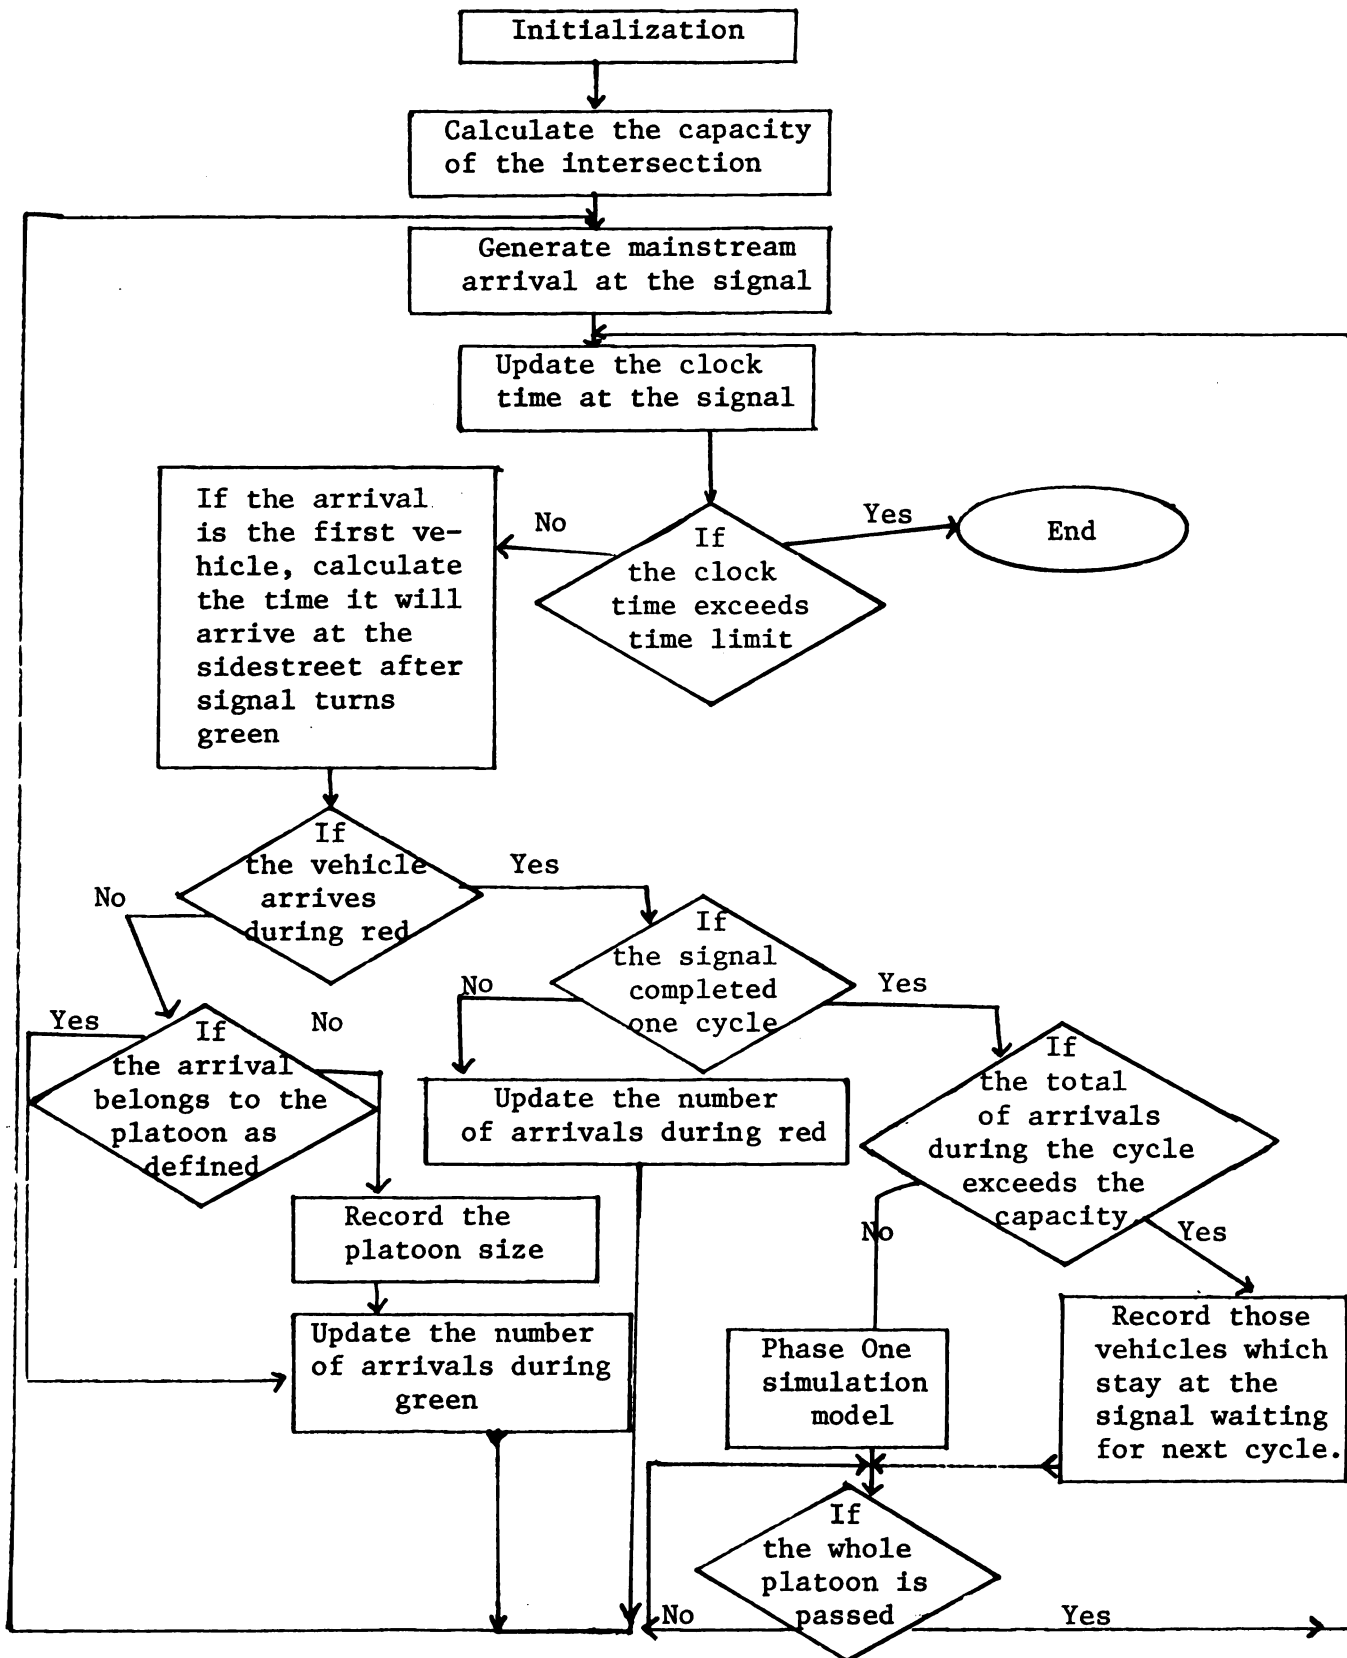 Initialization
Calculate the capacity
of the intersection
Generate mainstream
arrival at the signal
Update the clock
time at the signal
If the arrival
is the first ve-
hicle, calculate
the time it will
arrive at the
sidestreet after
signal turns
green
No
If
the clock
time exceeds
time limit
Yes
End
If
the vehicle
arrives
during red
Yes
No
If
the signal
completed
one cycle
No
Yes
Yes
If
the arrival
belongs to the
platoon as
defined
No
Update the number
of arrivals during red
If
the total
of arrivals
during the cycle
exceeds the
capacity
No
Yes
Record the
platoon size
Update the number
of arrivals during
green
Phase One
simulation
model
Record those
vehicles which
stay at the
signal waiting
for next cycle.
If
the whole
platoon is
passed
No
Yes